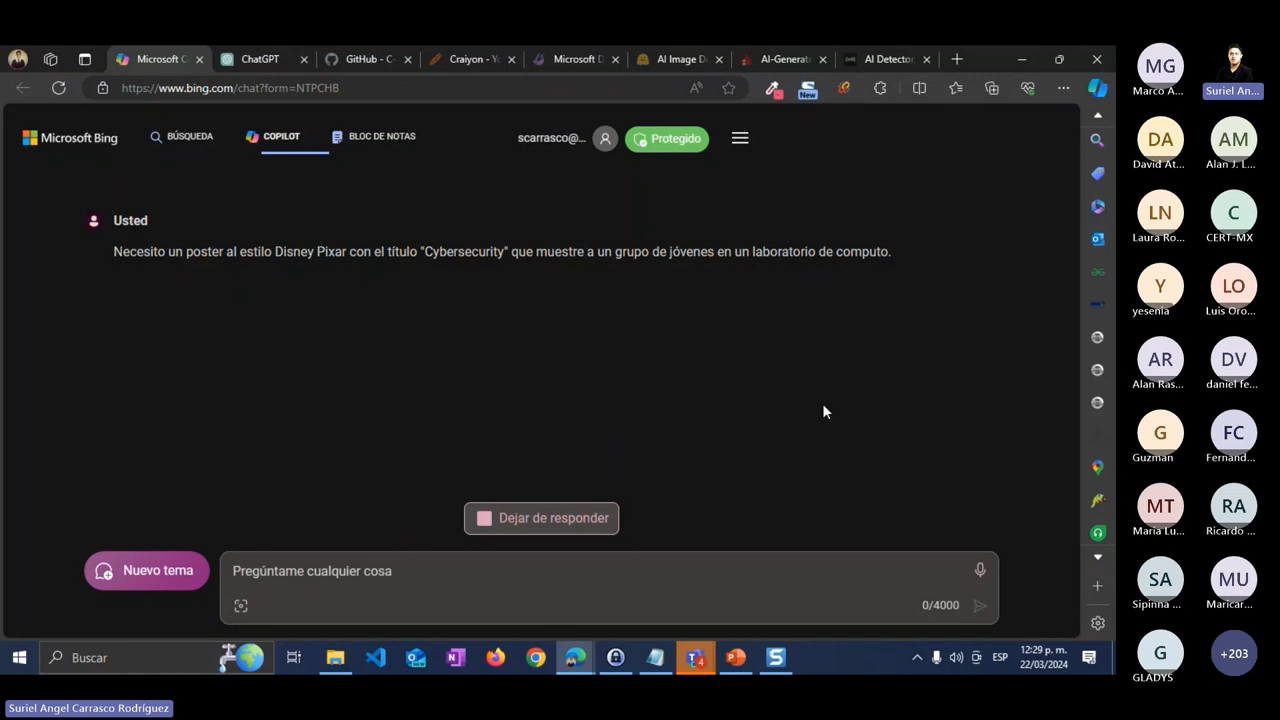 Microsoft C
ChatGPT
GitHub - C
Craiyon - Yo
Microsoft D
AI Image D
AI-Generat
AI Detector
https://www.bing.com/chat?form=NTPCHB
New
Microsoft Bing
BÚSQUEDA
COPILOT
BLOC DE NOTAS
scarrasco@...
Protegido
Usted
Necesito un poster al estilo Disney Pixar con el título "Cybersecurity" que muestre a un grupo de jóvenes en un laboratorio de computo.
Dejar de responder
Nuevo tema
Pregúntame cualquier cosa
0/4000
Buscar
4
ESP
12:29 p. m.
22/03/2024
MG
Marco A...
Suriel An...
DA
David At...
AM
Alan J. L...
LN
Laura Ro...
C
CERT-MX
Y
yesenia
LO
Luis Oro...
AR
Alan Ras...
DV
daniel fe...
G
Guzman
FC
Fernand...
MT
Maria Lu...
RA
Ricardo ...
SA
Sipinna ...
MU
Maricar...
G
GLADYS
+203
Suriel Angel Carrasco Rodríguez